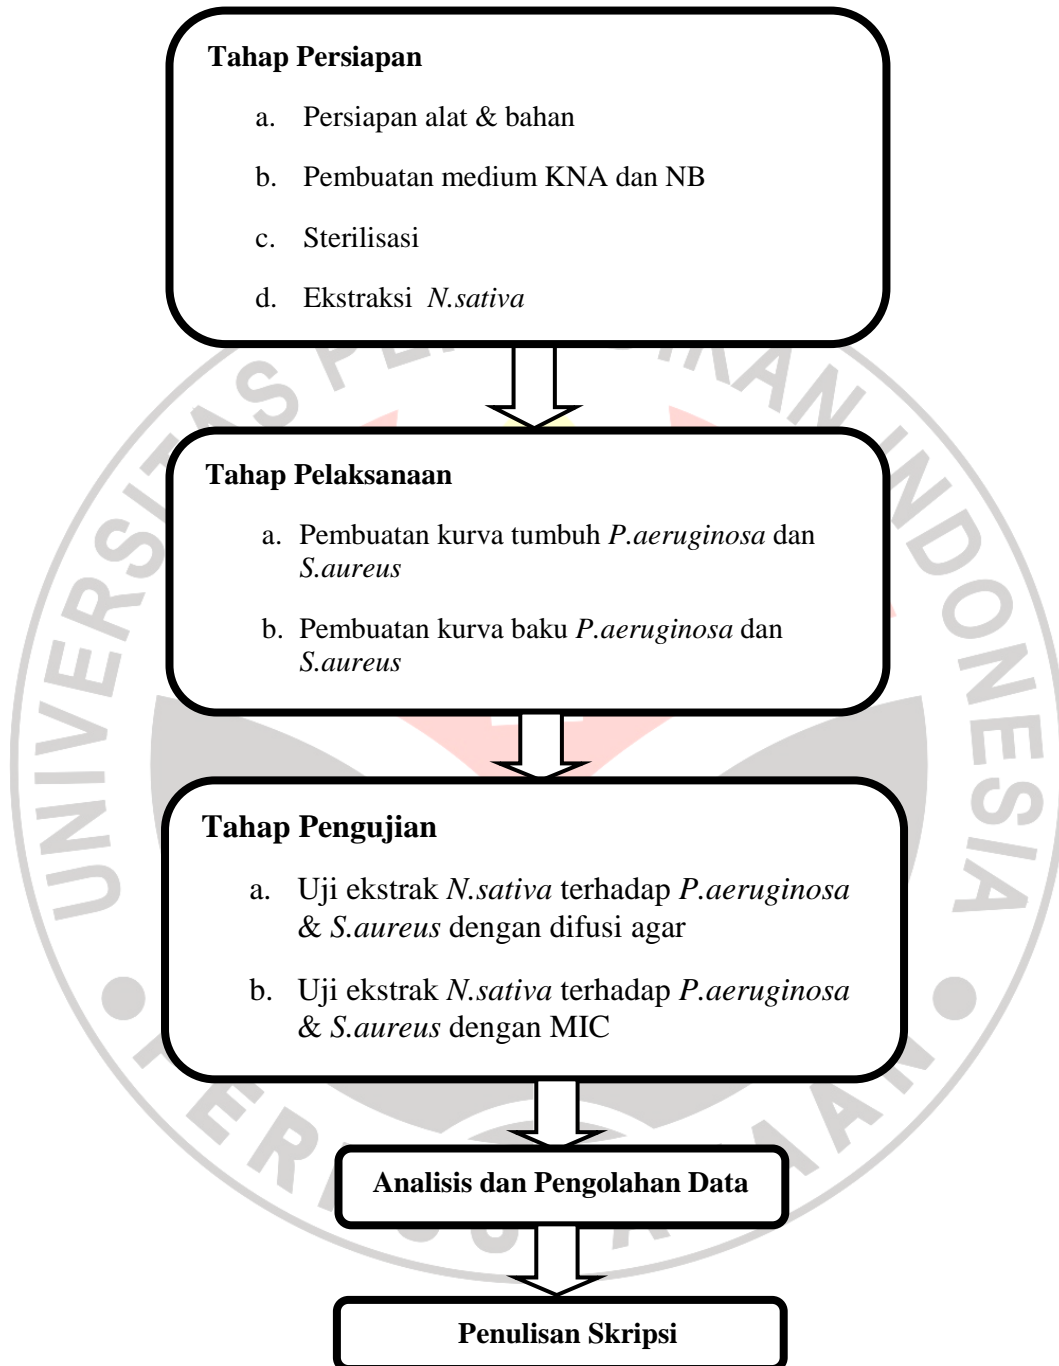 Tahap Persiapan
a. Persiapan alat & bahan
b. Pembuatan medium KNA dan NB
c. Sterilisasi
d. Ekstraksi N.sativa
Tahap Pelaksanaan
a. Pembuatan kurva tumbuh P.aeruginosa dan
S.aureus
b. Pembuatan kurva baku P.aeruginosa dan
S.aureus
Tahap Pengujian
a. Uji ekstrak N.sativa terhadap P.aeruginosa
& S.aureus dengan difusi agar
b. Uji ekstrak N.sativa terhadap P.aeruginosa
& S.aureus dengan MIC
Analisis dan Pengolahan Data
Penulisan Skripsi
UNIVERSITAS
INDONESIA